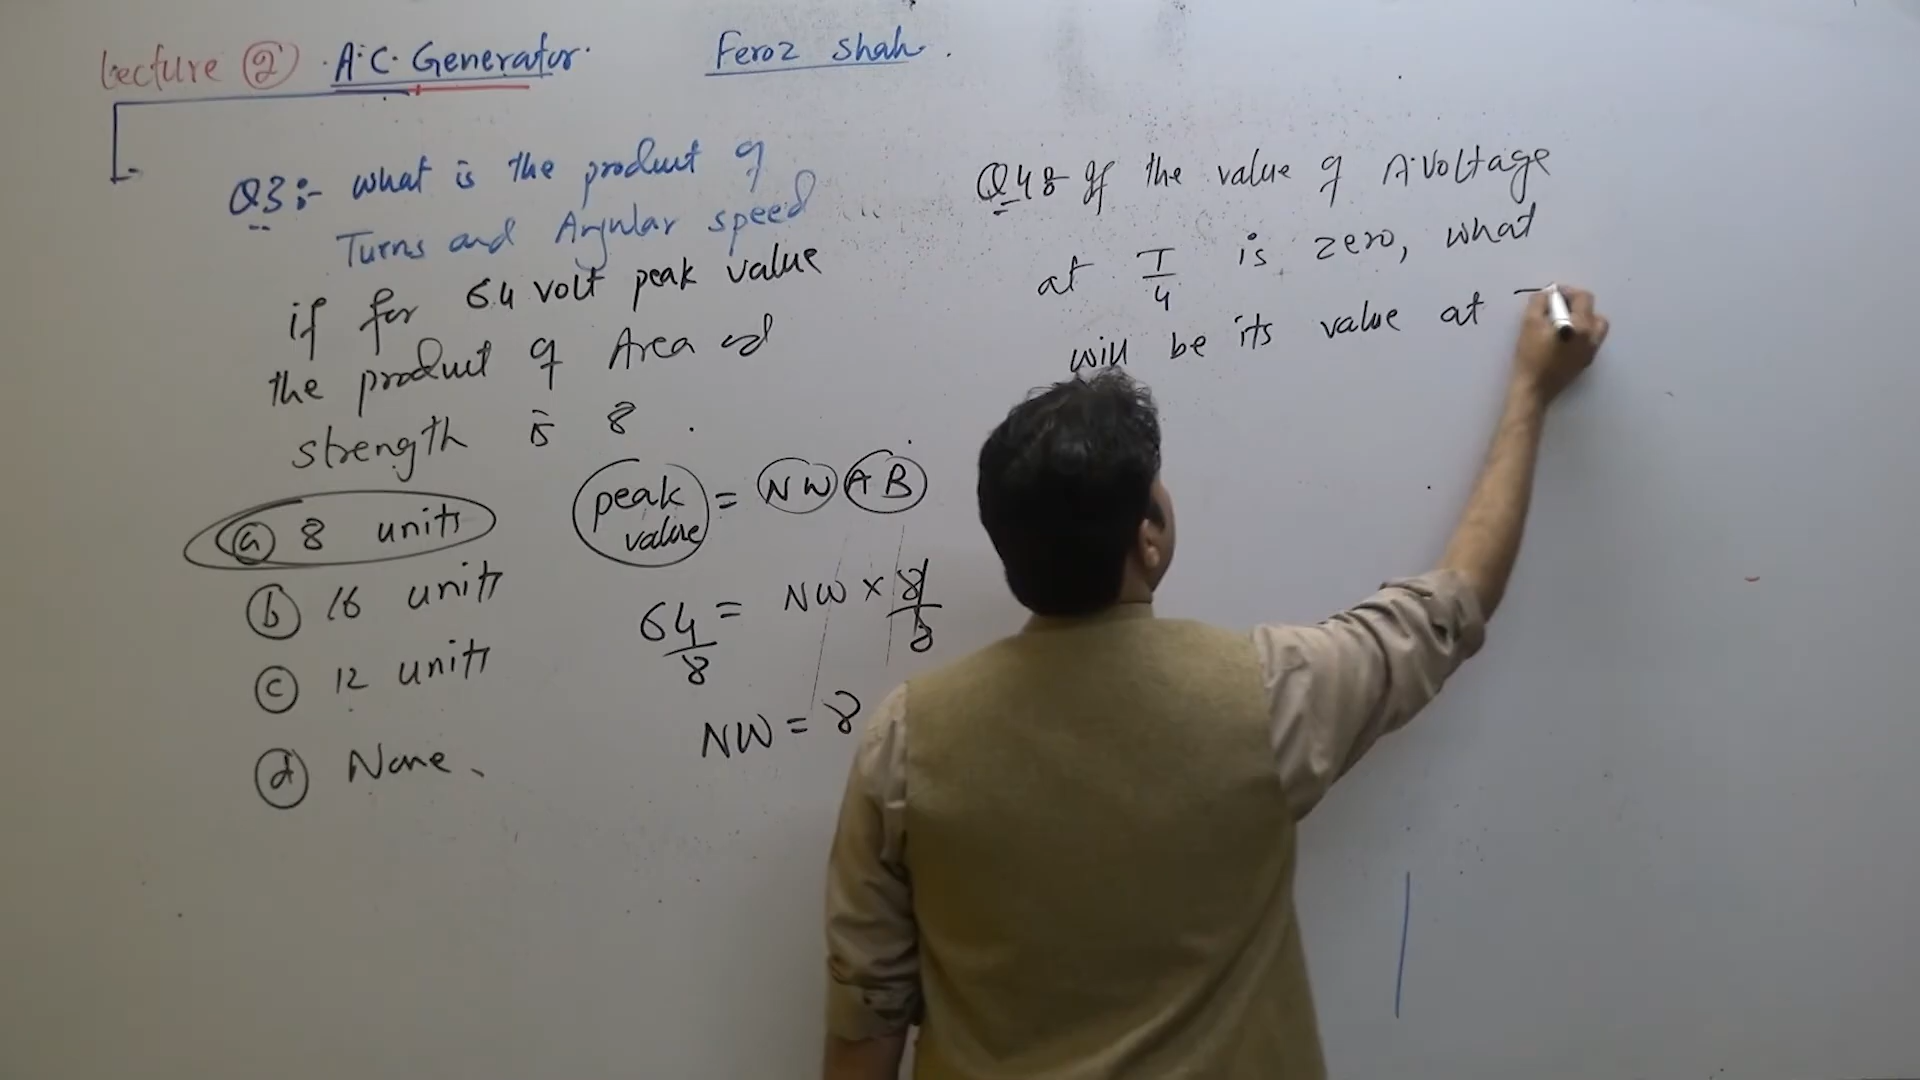 Lecture ② A.C. Generator.
Feroz Shah.
Q3:- what is the product of
Turns and Angular speed
if for 64 volt peak value
the product of Area and
strength is 8.
ⓐ 8 units
ⓑ 16 units
ⓒ 12 units
ⓓ None.
peak value = NW AB
64/8 = NW × 8/8
NW = 8
Q4:- If the value of A.Voltage
at T/4 is zero, what
will be its value at